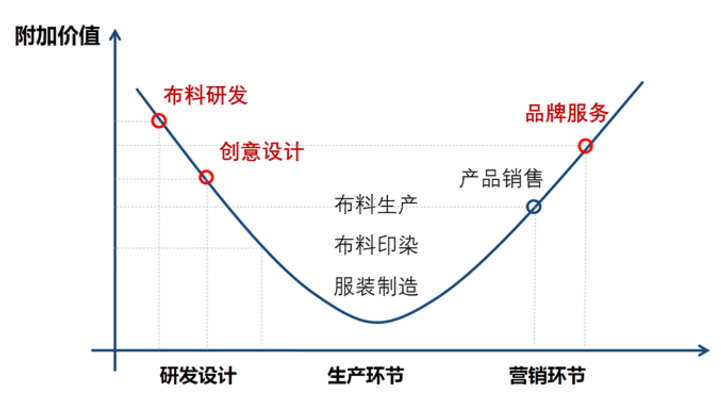 附加价值
布料研发
品牌服务
创意设计
产品销售
布料生产
布料印染
服装制造
研发设计
生产环节
营销环节